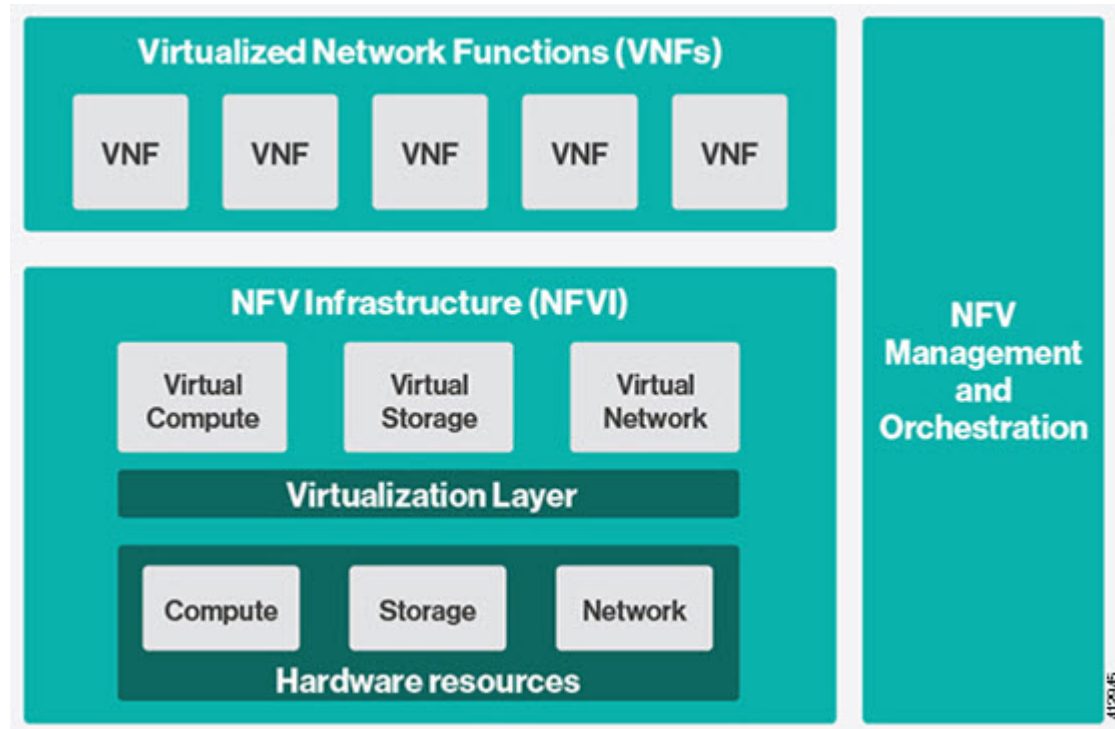 Virtualized Network Functions (VNFs)
VNF VNF VNF VNF VNF
NFV Infrastructure (NFVI)
Virtual Virtual Virtual
Compute Storage Network
Virtualization Layer
Compute Storage Network
Hardware resources
NFV
Management
and
Orchestration